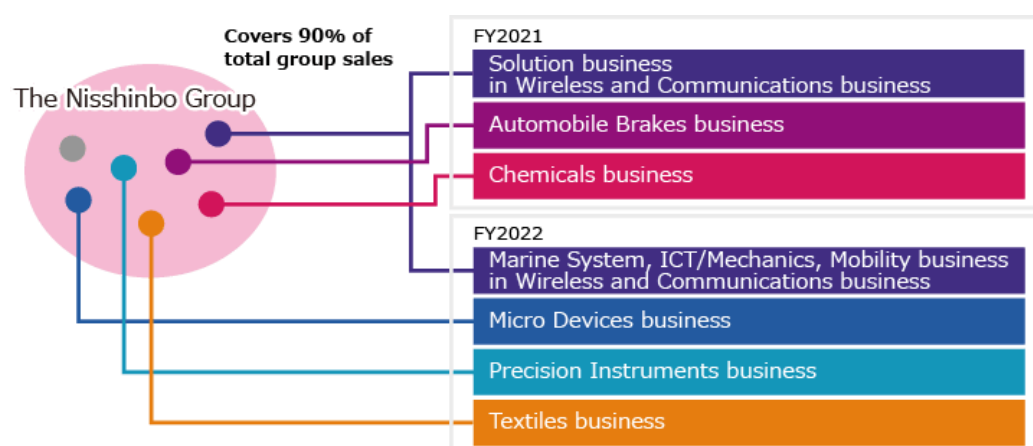 Covers 90% of
total group sales
The Nisshinbo Group
FY2021
Solution business
in Wireless and Communications business
Automobile Brakes business
Chemicals business
FY2022
Marine System, ICT/Mechanics, Mobility business
in Wireless and Communications business
Micro Devices business
Precision Instruments business
Textiles business